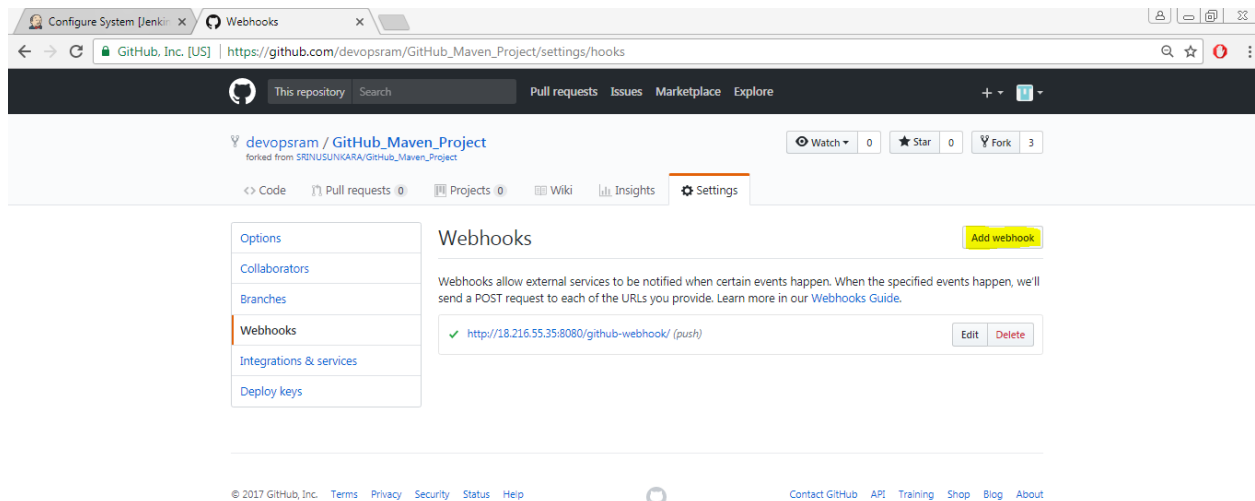 Configure System [Jenkin
Webhooks
GitHub, Inc. [US] https://github.com/devopsram/GitHub_Maven_Project/settings/hooks
This repository Search Pull requests Issues Marketplace Explore
devopsram / GitHub_Maven_Project
forked from SRINUSUNKARA/GitHub_Maven_Project
Watch 0 Star 0 Fork 3
Code Pull requests 0 Projects 0 Wiki Insights Settings
Options
Collaborators
Branches
Webhooks
Integrations & services
Deploy keys
Webhooks
Add webhook
Webhooks allow external services to be notified when certain events happen. When the specified events happen, we'll
send a POST request to each of the URLs you provide. Learn more in our Webhooks Guide.
http://18.216.55.35:8080/github-webhook/ (push) Edit Delete
© 2017 GitHub, Inc. Terms Privacy Security Status Help Contact GitHub API Training Shop Blog About